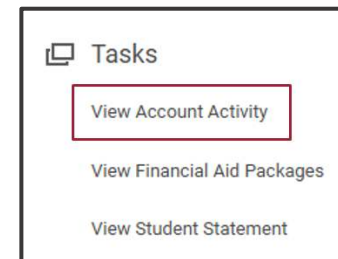 Tasks
View Account Activity
View Financial Aid Packages
View Student Statement